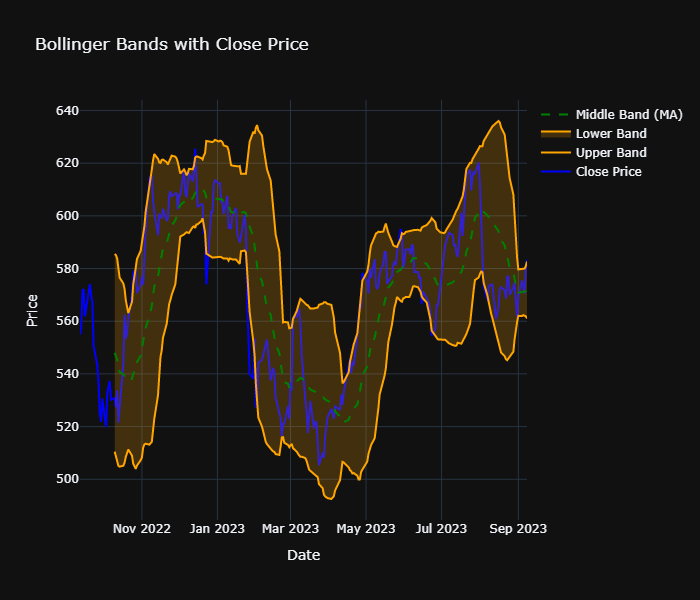 Bollinger Bands with Close Price
Middle Band (MA)
Lower Band
Upper Band
Close Price
Price
640
620
600
580
560
540
520
500
Nov 2022
Jan 2023
Mar 2023
May 2023
Jul 2023
Sep 2023
Date